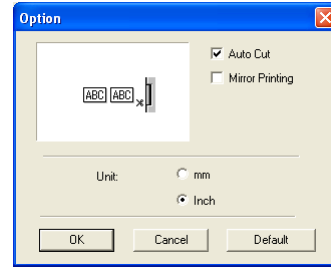 Option
Auto Cut
Mirror Printing
ABC ABC
Unit:
mm
Inch
OK Cancel Default